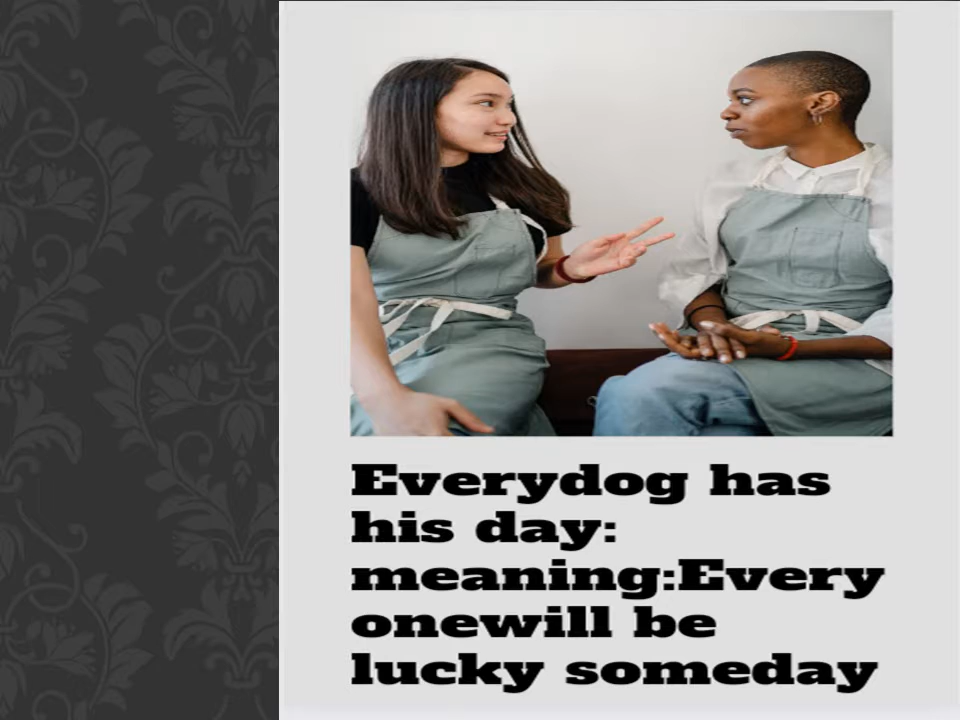 Everydog has
his day:
meaning:Every
onewill be
lucky someday